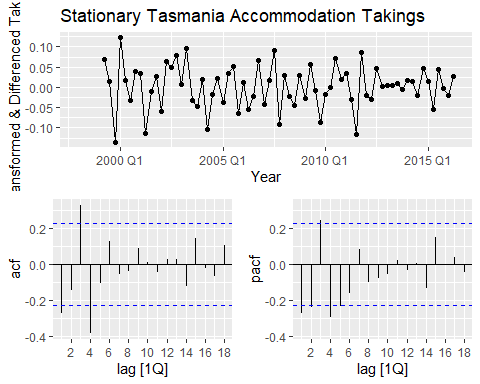 Stationary Tasmania Accommodation Takings
ansformed & Differenced Tak
0.10
0.05
0.00
-0.05
-0.10
2000 Q1 2005 Q1 2010 Q1 2015 Q1
Year
acf
0.2
0.0
-0.2
-0.4
2 4 6 8 10 12 14 16 18
lag [1Q]
pacf
0.2
0.0
-0.2
-0.4
2 4 6 8 10 12 14 16 18
lag [1Q]